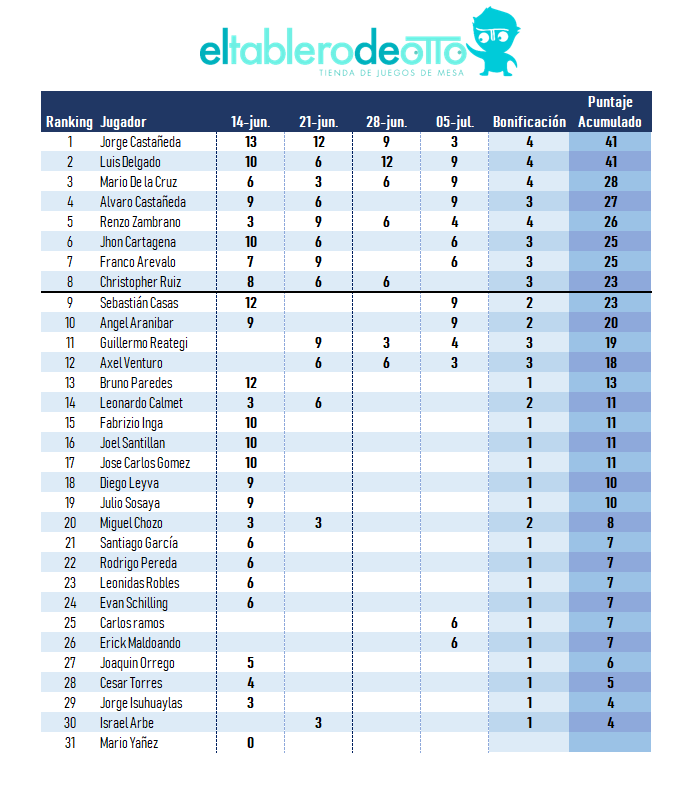 eltablerodeotto
TIENDA DE JUEGOS DE MESA
Puntaje
Ranking Jugador 14-jun. 21-jun. 28-jun. 05-jul. Bonificación Acumulado
1 Jorge Castañeda 13 12 9 3 4 41
2 Luis Delgado 10 6 12 9 4 41
3 Mario De la Cruz 6 3 6 9 4 28
4 Alvaro Castañeda 9 6 9 3 27
5 Renzo Zambrano 3 9 6 4 4 26
6 Jhon Cartagena 10 6 6 3 25
7 Franco Arevalo 7 9 6 3 25
8 Christopher Ruiz 8 6 6 3 23
9 Sebastián Casas 12 9 2 23
10 Angel Aranibar 9 9 2 20
11 Guillermo Reategi 9 3 4 3 19
12 Axel Venturo 6 6 3 3 18
13 Bruno Paredes 12 1 13
14 Leonardo Calmet 3 6 2 11
15 Fabrizio Inga 10 1 11
16 Joel Santillan 10 1 11
17 Jose Carlos Gomez 10 1 11
18 Diego Leyva 9 1 10
19 Julio Sosaya 9 1 10
20 Miguel Chozo 3 3 2 8
21 Santiago García 6 1 7
22 Rodrigo Pereda 6 1 7
23 Leonidas Robles 6 1 7
24 Evan Schilling 6 1 7
25 Carlos ramos 6 1 7
26 Erick Maldoando 6 1 7
27 Joaquin Orrego 5 1 6
28 Cesar Torres 4 1 5
29 Jorge Isuhuaylas 3 1 4
30 Israel Arbe 3 1 4
31 Mario Yañez 0